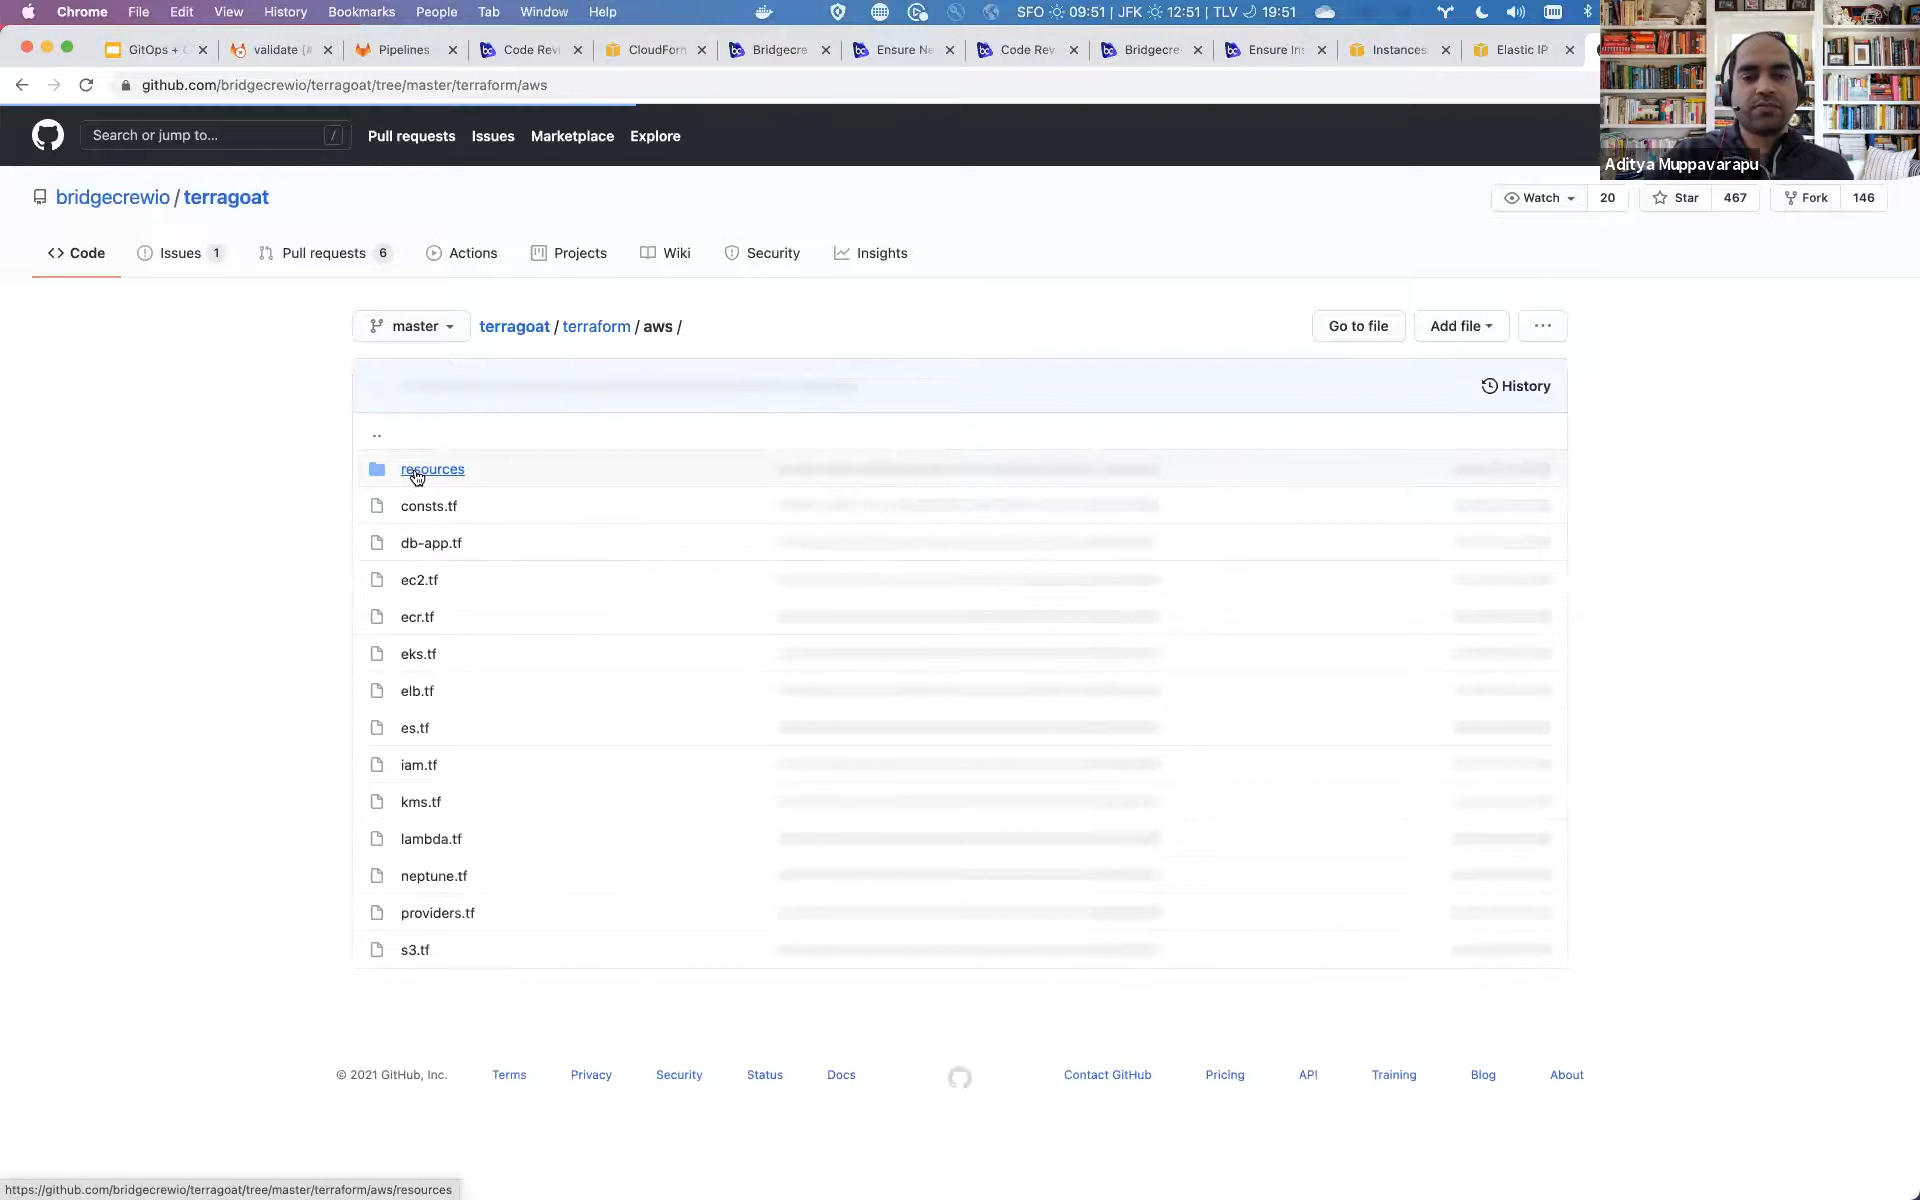 Chrome File Edit View History Bookmarks People Tab Window Help SFO 09:51 | JFK 12:51 | TLV 19:51
GitOps + validate (# Pipelines Code Revi CloudForm Bridgecre Ensure Ne Code Rev Bridgecre Ensure Ins Instances Elastic IP
github.com/bridgecrewio/terragoat/tree/master/terraform/aws
Search or jump to... / Pull requests Issues Marketplace Explore
Aditya Muppavarapu
bridgecrewio / terragoat Watch 20 Star 467 Fork 146
<> Code Issues 1 Pull requests 6 Actions Projects Wiki Security Insights
master terragoat / terraform / aws / Go to file Add file ...
History
..
resources
consts.tf
db-app.tf
ec2.tf
ecr.tf
eks.tf
elb.tf
es.tf
iam.tf
kms.tf
lambda.tf
neptune.tf
providers.tf
s3.tf
© 2021 GitHub, Inc. Terms Privacy Security Status Docs Contact GitHub Pricing API Training Blog About
https://github.com/bridgecrewio/terragoat/tree/master/terraform/aws/resources